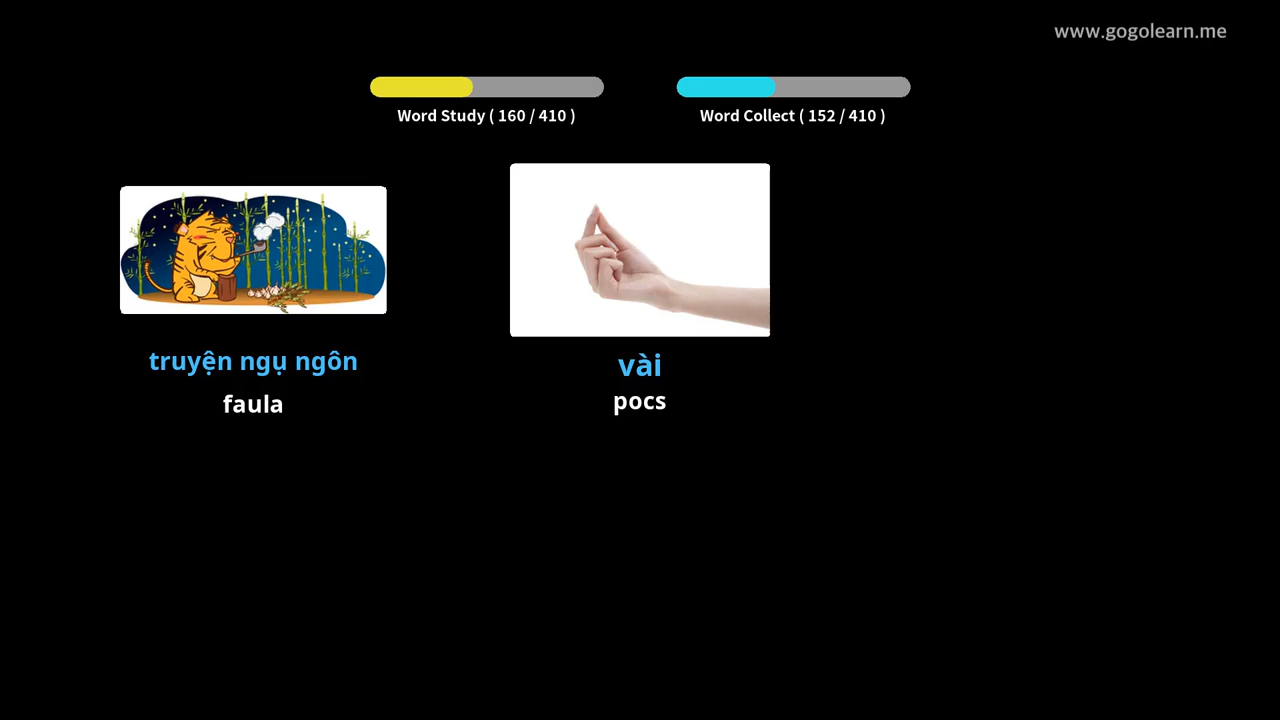 www.gogolearn.me
Word Study ( 160 / 410 )
Word Collect ( 152 / 410 )
truyện ngụ ngôn
faula
vài
pocs